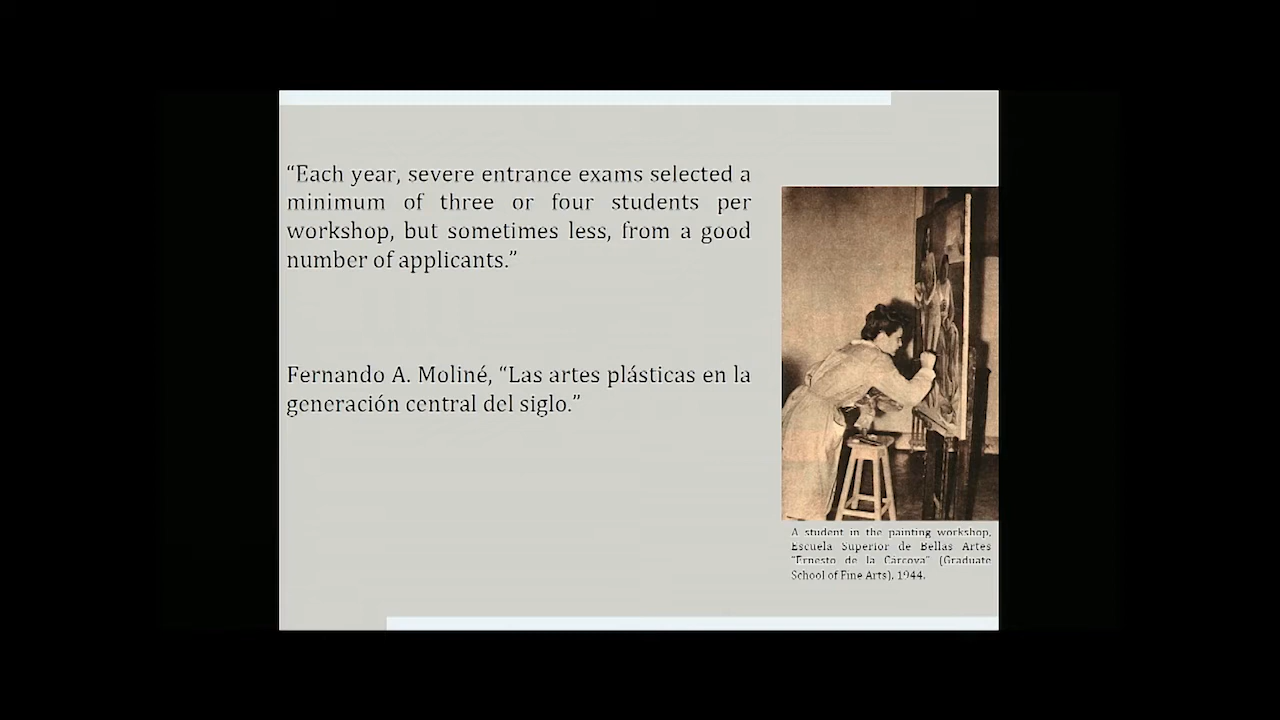 “Each year, severe entrance exams selected a
minimum of three or four students per
workshop, but sometimes less, from a good
number of applicants.”
Fernando A. Moliné, “Las artes plásticas en la
generación central del siglo.”
A student in the painting workshop,
Escuela Superior de Bellas Artes
“Ernesto de la Carcova” (Graduate
School of Fine Arts), 1944.